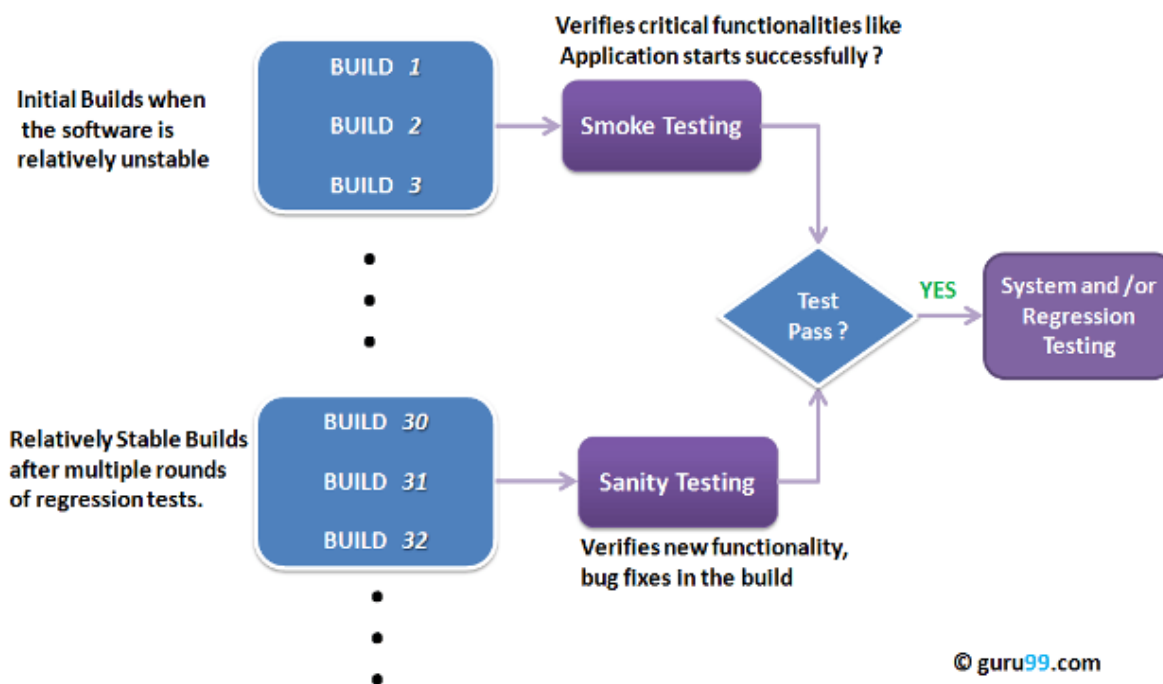 Verifies critical functionalities like
Application starts successfully ?
Initial Builds when
the software is
relatively unstable
BUILD 1
BUILD 2
BUILD 3
Smoke Testing
Test
Pass ?
YES
System and /or
Regression
Testing
Relatively Stable Builds
after multiple rounds
of regression tests.
BUILD 30
BUILD 31
BUILD 32
Sanity Testing
Verifies new functionality,
bug fixes in the build
© guru99.com